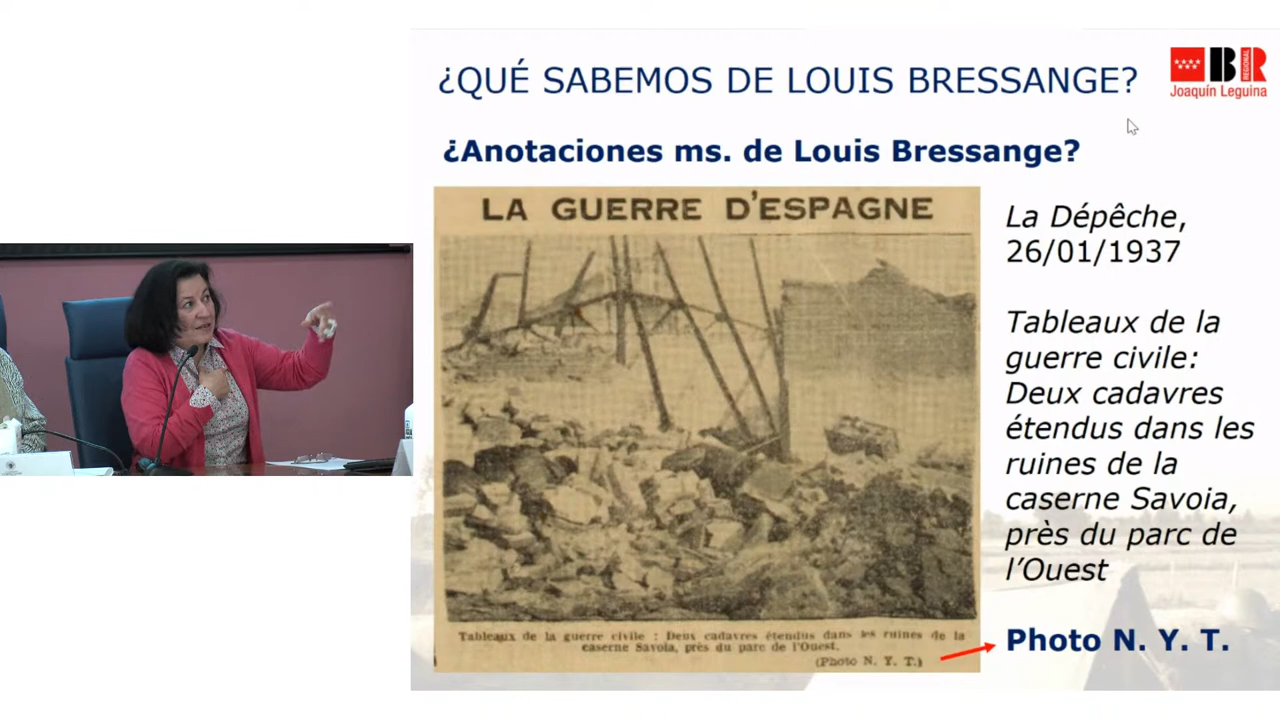 ¿QUÉ SABEMOS DE LOUIS BRESSANGE?
BR
REGIONAL
Joaquín Leguina
¿Anotaciones ms. de Louis Bressange?
LA GUERRE D'ESPAGNE
Tableaux de la guerre civile : Deux cadavres étendus dans les ruines de la
caserne Savoia, près du parc de l'Ouest.
(Photo N. Y. T.)
La Dépêche,
26/01/1937
Tableaux de la
guerre civile:
Deux cadavres
étendus dans les
ruines de la
caserne Savoia,
près du parc de
l'Ouest
Photo N. Y. T.